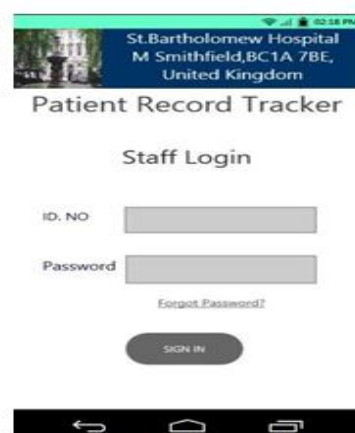 02:18 PM
St.Bartholomew Hospital
M Smithfield,BC1A 7BE,
United Kingdom
Patient Record Tracker
Staff Login
ID. NO
Password
Forgot Password?
SIGN IN